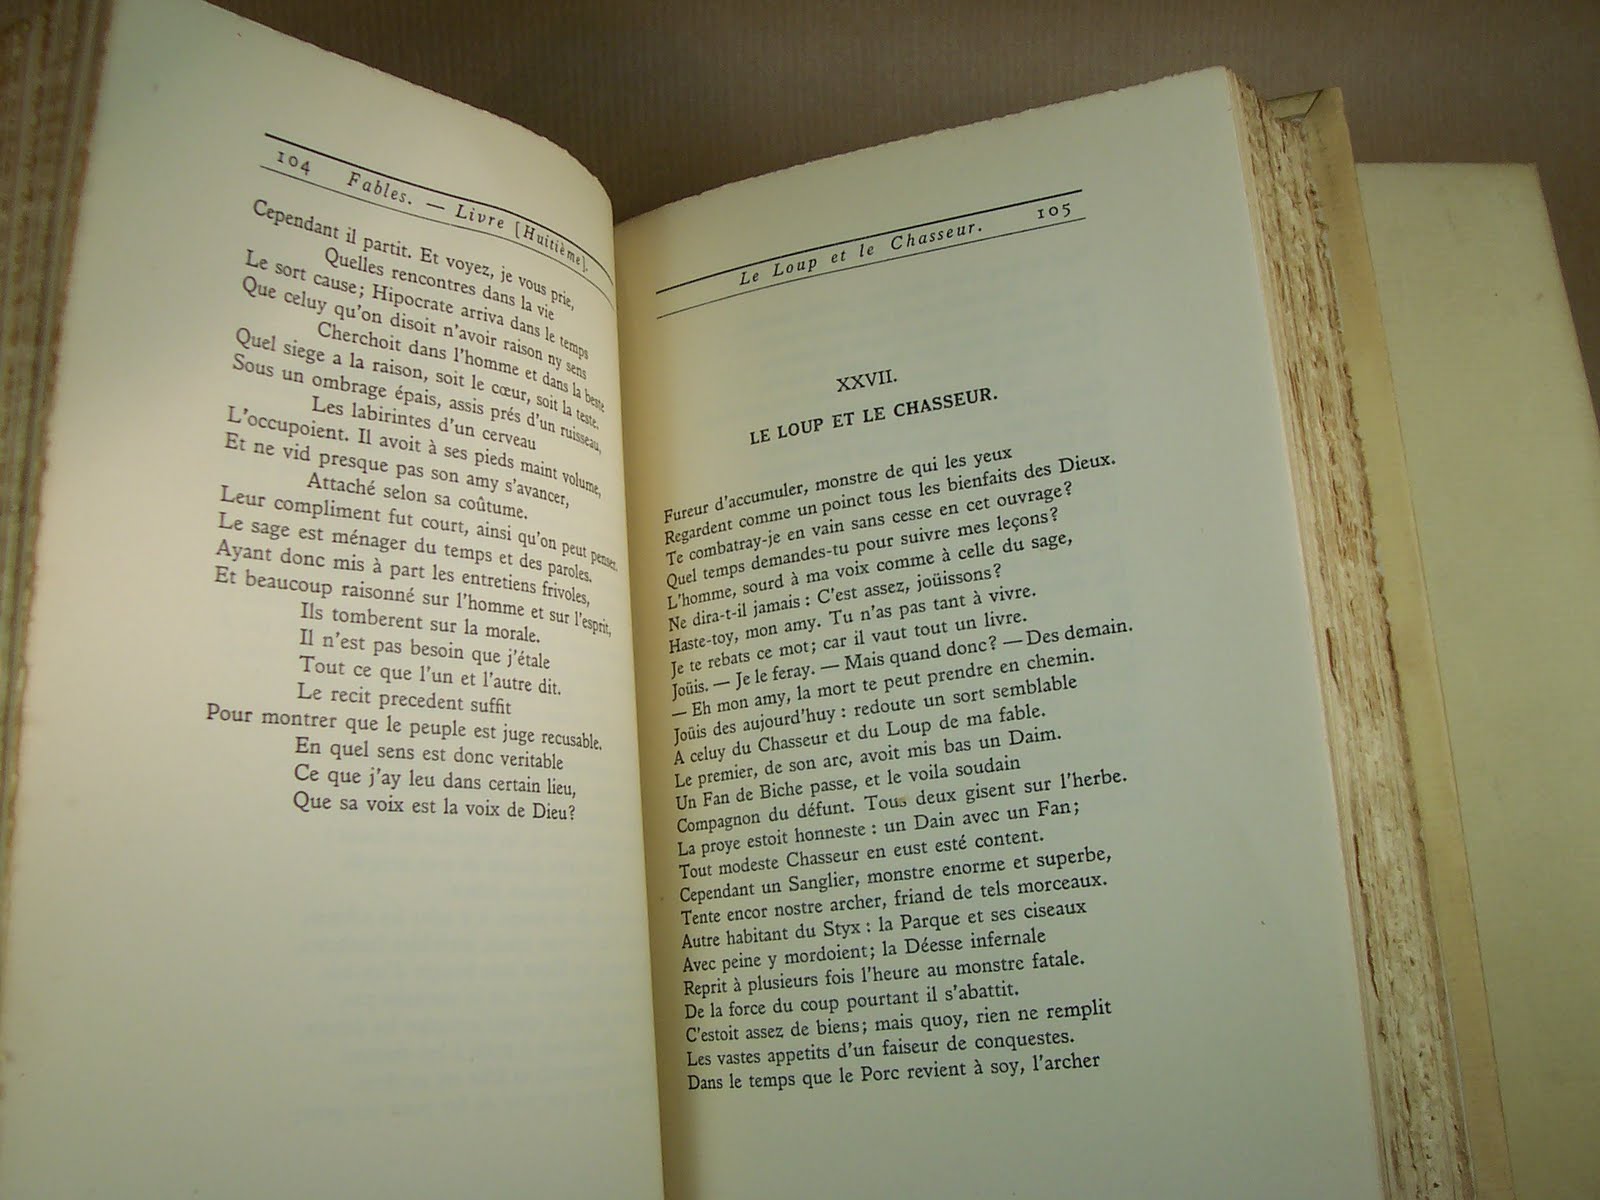 104 Fables. — Livre [Huitième].
Cependant il partit. Et voyez, je vous prie,
Quelles rencontres dans la vie
Le sort cause; Hipocrate arriva dans le temps
Que celuy qu'on disoit n'avoir raison ny sens
Cherchoit dans l'homme et dans la beste
Quel siege a la raison, soit le cœur, soit la teste.
Sous un ombrage épais, assis prés d'un ruisseau,
Les labirintes d'un cerveau
L'occupoient. Il avoit à ses pieds maint volume,
Et ne vid presque pas son amy s'avancer,
Attaché selon sa coûtume.
Leur compliment fut court, ainsi qu'on peut penser.
Le sage est ménager du temps et des paroles.
Ayant donc mis à part les entretiens frivoles,
Et beaucoup raisonné sur l'homme et sur l'esprit,
Ils tomberent sur la morale.
Il n'est pas besoin que j'étale
Tout ce que l'un et l'autre dit.
Le recit precedent suffit
Pour montrer que le peuple est juge recusable.
En quel sens est donc veritable
Ce que j'ay leu dans certain lieu,
Que sa voix est la voix de Dieu?
Le Loup et le Chasseur. 105
XXVII.
LE LOUP ET LE CHASSEUR.
Fureur d'accumuler, monstre de qui les yeux
Regardent comme un poinct tous les bienfaits des Dieux.
Te combatray-je en vain sans cesse en cet ouvrage?
Quel temps demandes-tu pour suivre mes leçons?
L'homme, sourd à ma voix comme à celle du sage,
Ne dira-t-il jamais : C'est assez, joüissons?
Haste-toy, mon amy. Tu n'as pas tant à vivre.
Je te rebats ce mot; car il vaut tout un livre.
Joüis. — Je le feray. — Mais quand donc? — Des demain.
— Eh mon amy, la mort te peut prendre en chemin.
Joüis des aujourd'huy : redoute un sort semblable
A celuy du Chasseur et du Loup de ma fable.
Le premier, de son arc, avoit mis bas un Daim.
Un Fan de Biche passe, et le voila soudain
Compagnon du défunt. Tous deux gisent sur l'herbe.
La proye estoit honneste : un Dain avec un Fan;
Tout modeste Chasseur en eust esté content.
Cependant un Sanglier, monstre enorme et superbe,
Tente encor nostre archer, friand de tels morceaux.
Autre habitant du Styx : la Parque et ses ciseaux
Avec peine y mordoient; la Déesse infernale
Reprit à plusieurs fois l'heure au monstre fatale.
De la force du coup pourtant il s'abattit.
C'estoit assez de biens; mais quoy, rien ne remplit
Les vastes appetits d'un faiseur de conquestes.
Dans le temps que le Porc revient à soy, l'archer